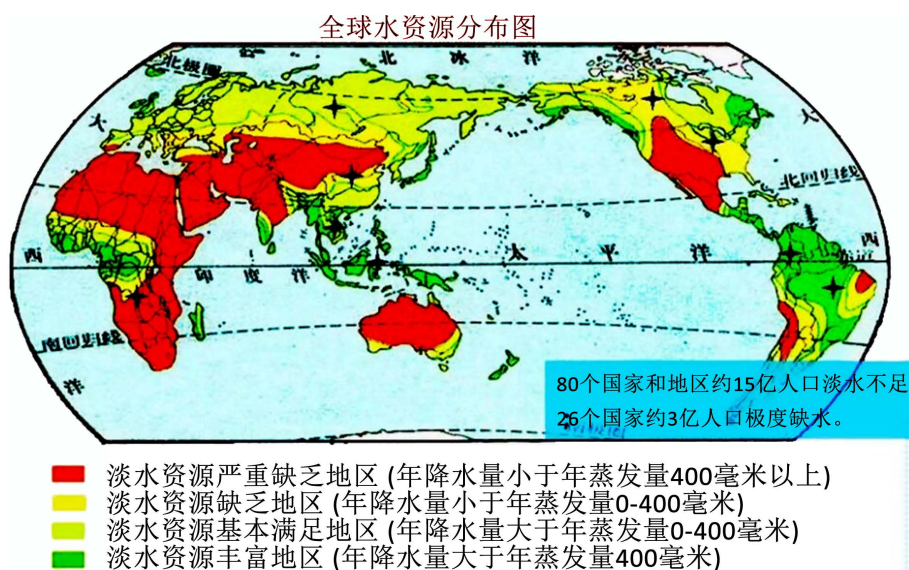 全球水资源分布图
北 冰 洋
北极圈
大
大
北回归线
西
西
太 平 洋
印 度 洋
南回归线
洋
80个国家和地区约15亿人口淡水不足
26个国家约3亿人口极度缺水。
淡水资源严重缺乏地区 (年降水量小于年蒸发量400毫米以上)
淡水资源缺乏地区 (年降水量小于年蒸发量0-400毫米)
淡水资源基本满足地区 (年降水量大于年蒸发量0-400毫米)
淡水资源丰富地区 (年降水量大于年蒸发量400毫米)